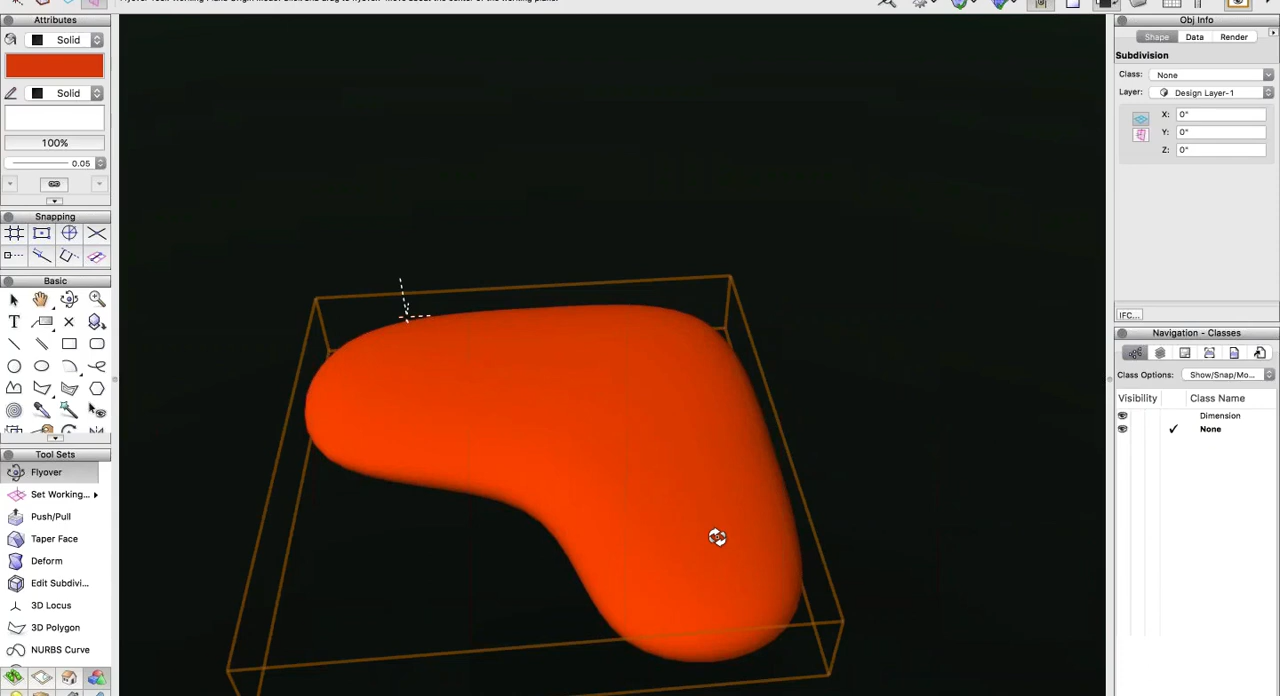 Attributes
Solid
Solid
100%
0.05
Snapping
Basic
T
Tool Sets
Flyover
Set Working...
Push/Pull
Taper Face
Deform
Edit Subdivi...
3D Locus
3D Polygon
NURBS Curve
Obj Info
Shape Data Render
Subdivision
Class: None
Layer: Design Layer-1
X: 0"
Y: 0"
Z: 0"
IFC...
Navigation - Classes
Class Options: Show/Snap/Mo...
Visibility Class Name
Dimension
✓ None